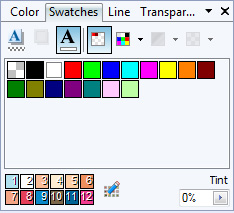 Color Swatches Line Transpar...
A
1 2 3 4 5 6
7 8 9 10 11 12
Tint
0%